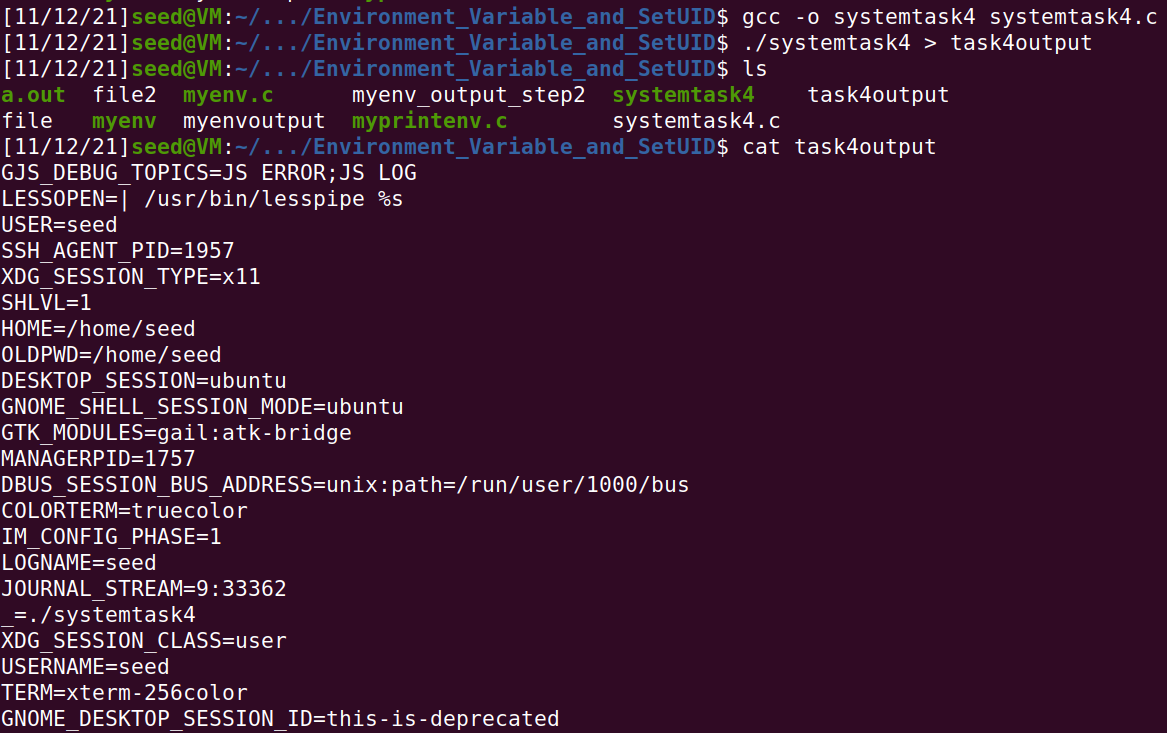 [11/12/21]seed@VM:~/.../Environment_Variable_and_SetUID$ gcc -o systemtask4 systemtask4.c
[11/12/21]seed@VM:~/.../Environment_Variable_and_SetUID$ ./systemtask4 > task4output
[11/12/21]seed@VM:~/.../Environment_Variable_and_SetUID$ ls
a.out  file2  myenv.c      myenv_output_step2  systemtask4    task4output
file   myenv  myenvoutput  myprintenv.c        systemtask4.c
[11/12/21]seed@VM:~/.../Environment_Variable_and_SetUID$ cat task4output
GJS_DEBUG_TOPICS=JS ERROR;JS LOG
LESSOPEN=| /usr/bin/lesspipe %s
USER=seed
SSH_AGENT_PID=1957
XDG_SESSION_TYPE=x11
SHLVL=1
HOME=/home/seed
OLDPWD=/home/seed
DESKTOP_SESSION=ubuntu
GNOME_SHELL_SESSION_MODE=ubuntu
GTK_MODULES=gail:atk-bridge
MANAGERPID=1757
DBUS_SESSION_BUS_ADDRESS=unix:path=/run/user/1000/bus
COLORTERM=truecolor
IM_CONFIG_PHASE=1
LOGNAME=seed
JOURNAL_STREAM=9:33362
_=./systemtask4
XDG_SESSION_CLASS=user
USERNAME=seed
TERM=xterm-256color
GNOME_DESKTOP_SESSION_ID=this-is-deprecated